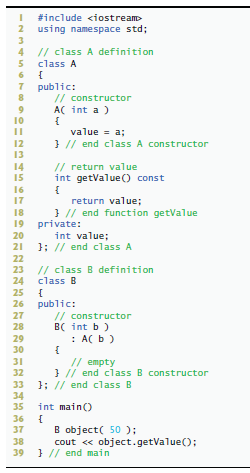 1 #include <iostream>
2 using namespace std;
3
4 // class A definition
5 class A
6 {
7 public:
8 // constructor
9 A( int a )
10 {
11 value = a;
12 } // end class A constructor
13
14 // return value
15 int getValue() const
16 {
17 return value;
18 } // end function getValue
19 private:
20 int value;
21 }; // end class A
22
23 // class B definition
24 class B
25 {
26 public:
27 // constructor
28 B( int b )
29 : A( b )
30 {
31 // empty
32 } // end class B constructor
33 }; // end class B
34
35 int main()
36 {
37 B object( 50 );
38 cout << object.getValue();
39 } // end main